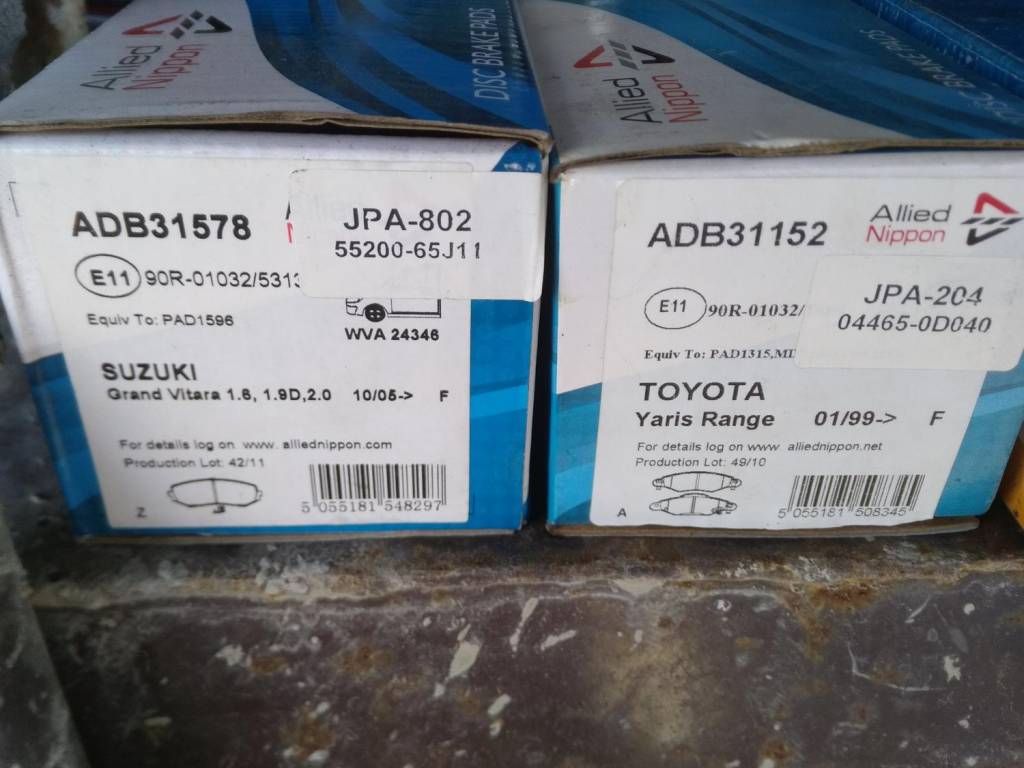 Allied
Nippon
DISC BRAKE PADS
ADB31578
JPA-802
55200-65J11
E11 90R-01032/5313
Equiv To: PAD1596
WVA 24346
SUZUKI
Grand Vitara 1.6, 1.9D,2.0 10/05-> F
For details log on www. alliednippon.com
Production Lot: 42/11
Z
5 055181 548297
Allied
Nippon
DISC BRAKE PADS
ADB31152
Allied
Nippon
JPA-204
04465-0D040
E11 90R-01032/
Equiv To: PAD1315,
TOYOTA
Yaris Range 01/99-> F
For details log on www. alliednippon.net
Production Lot: 49/10
A
5 055181 508345